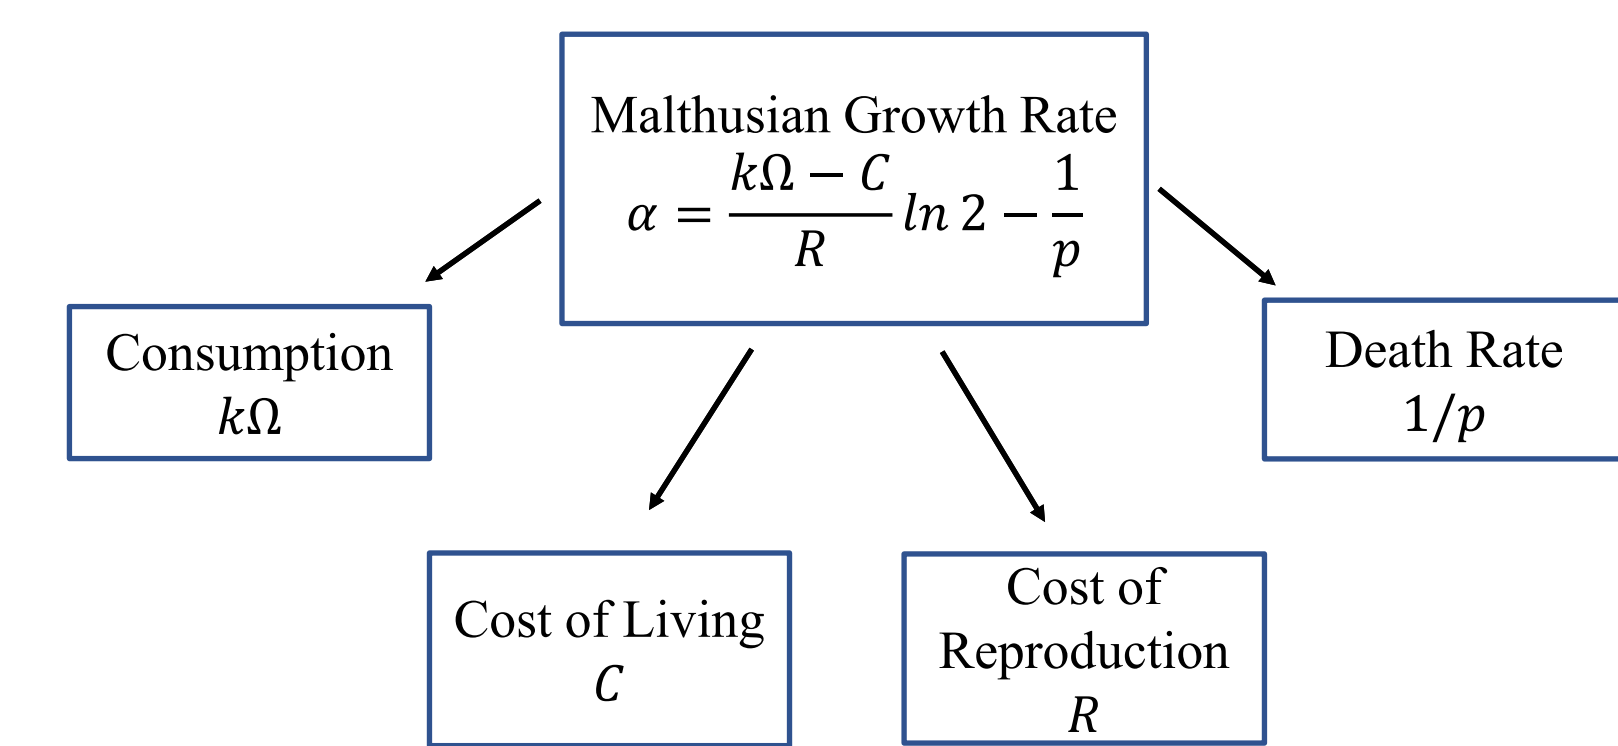 Malthusian Growth Rate
α = (kΩ − C)/R ln 2 − 1/p
Consumption
kΩ
Death Rate
1/p
Cost of Living
C
Cost of
Reproduction
R